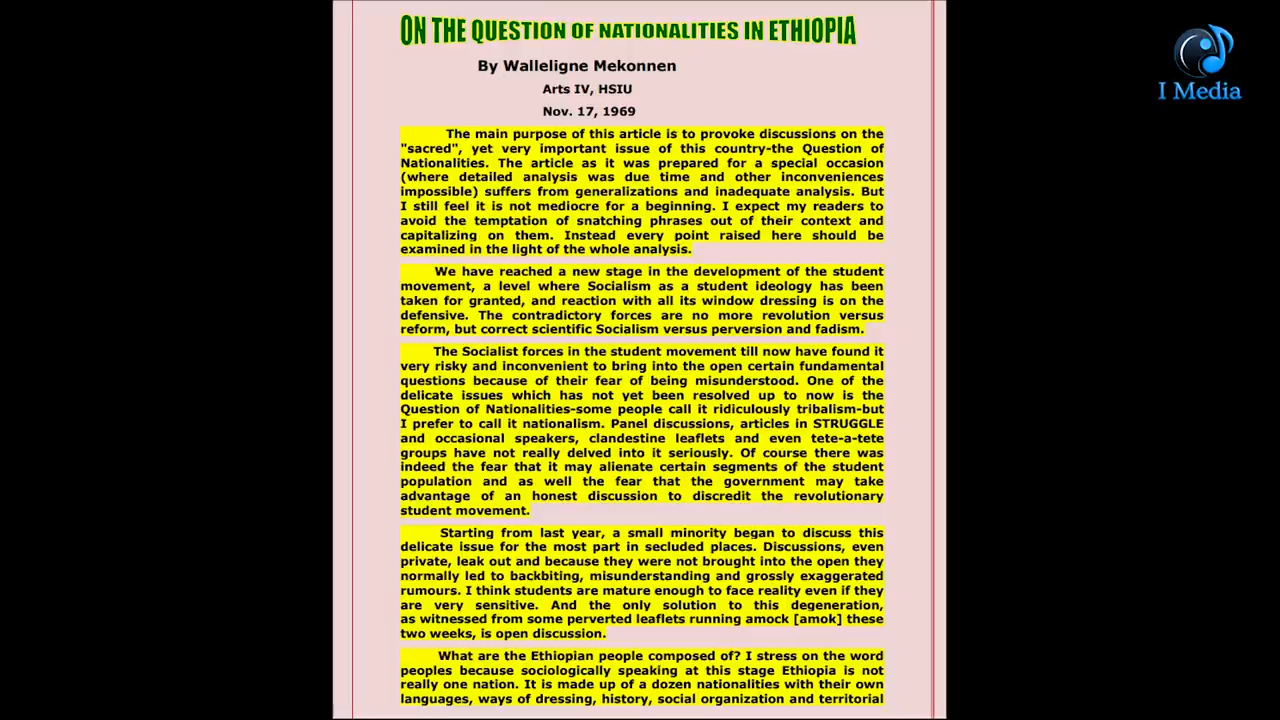 ON THE QUESTION OF NATIONALITIES IN ETHIOPIA
By Walleligne Mekonnen
Arts IV, HSIU
Nov. 17, 1969
The main purpose of this article is to provoke discussions on the
"sacred", yet very important issue of this country-the Question of
Nationalities. The article as it was prepared for a special occasion
(where detailed analysis was due time and other inconveniences
impossible) suffers from generalizations and inadequate analysis. But
I still feel it is not mediocre for a beginning. I expect my readers to
avoid the temptation of snatching phrases out of their context and
capitalizing on them. Instead every point raised here should be
examined in the light of the whole analysis.
We have reached a new stage in the development of the student
movement, a level where Socialism as a student ideology has been
taken for granted, and reaction with all its window dressing is on the
defensive. The contradictory forces are no more revolution versus
reform, but correct scientific Socialism versus perversion and fadism.
The Socialist forces in the student movement till now have found it
very risky and inconvenient to bring into the open certain fundamental
questions because of their fear of being misunderstood. One of the
delicate issues which has not yet been resolved up to now is the
Question of Nationalities-some people call it ridiculously tribalism-but
I prefer to call it nationalism. Panel discussions, articles in STRUGGLE
and occasional speakers, clandestine leaflets and even tete-a-tete
groups have not really delved into it seriously. Of course there was
indeed the fear that it may alienate certain segments of the student
population and as well the fear that the government may take
advantage of an honest discussion to discredit the revolutionary
student movement.
Starting from last year, a small minority began to discuss this
delicate issue for the most part in secluded places. Discussions, even
private, leak out and because they were not brought into the open they
normally led to backbiting, misunderstanding and grossly exaggerated
rumours. I think students are mature enough to face reality even if they
are very sensitive. And the only solution to this degeneration,
as witnessed from some perverted leaflets running amock [amok] these
two weeks, is open discussion.
What are the Ethiopian people composed of? I stress on the word
peoples because sociologically speaking at this stage Ethiopia is not
really one nation. It is made up of a dozen nationalities with their own
languages, ways of dressing, history, social organization and territorial
I Media